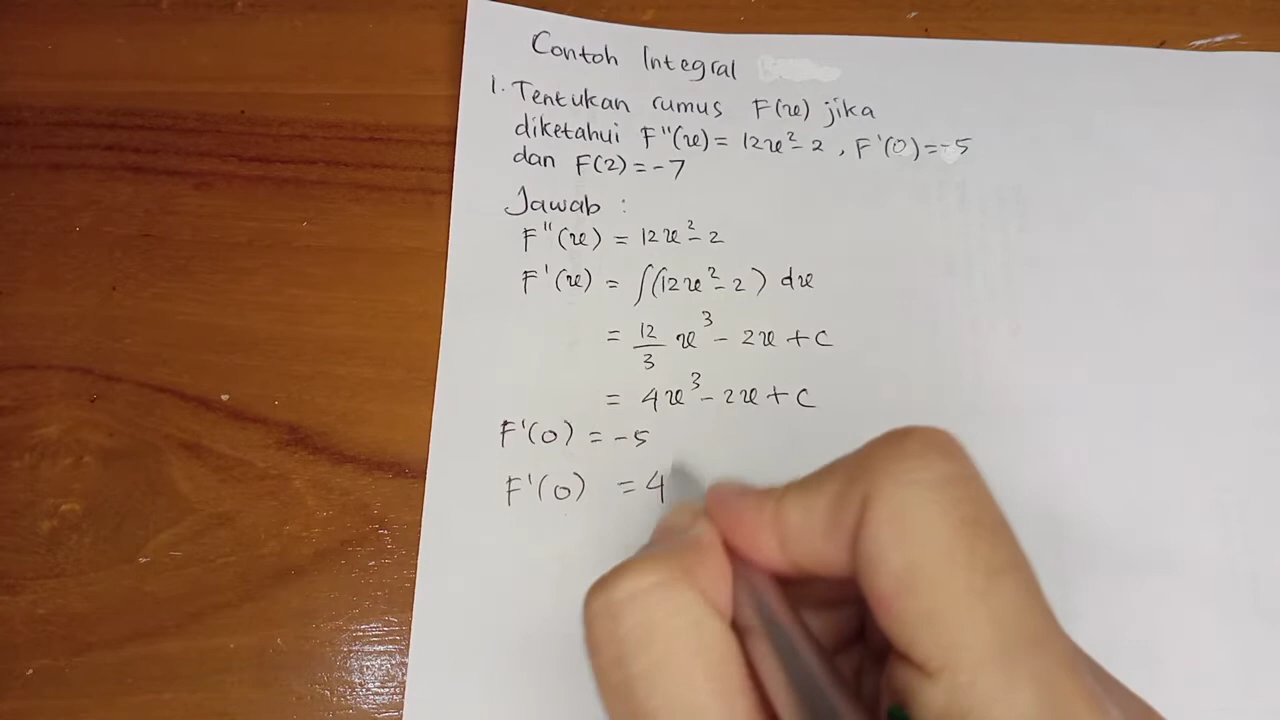 Contoh Integral
1. Tentukan rumus F(x) jika
diketahui F''(x) = 12x² - 2, F'(0) = -5
dan F(2) = -7
Jawab :
F''(x) = 12x² - 2
F'(x) = ∫(12x² - 2) dx
= 12/3 x³ - 2x + C
= 4x³ - 2x + C
F'(0) = -5
F'(0) = 4